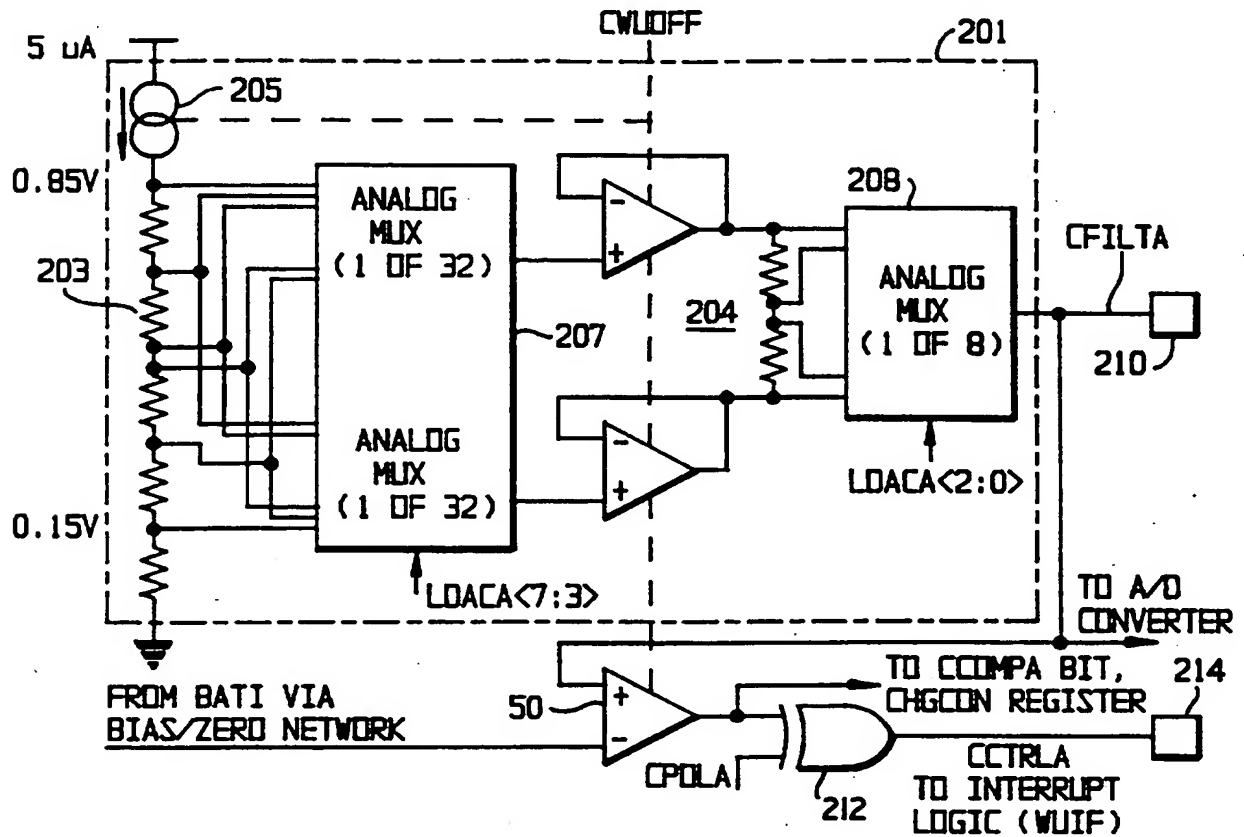 CWUOFF
201
5 uA
205
0.85V
ANALOG
MUX
(1 OF 32)
208
CFILTA
203
204
ANALOG
MUX
(1 OF 8)
207
210
ANALOG
MUX
(1 OF 32)
LDACA<2:0>
0.15V
LDACA<7:3>
TO A/D
CONVERTER
FROM BATI VIA
BIAS/ZERO NETWORK
50
TO CCOMPA BIT,
CHGCON REGISTER
214
CPOLA
212
CCTRLA
TO INTERRUPT
LOGIC (WUIF)